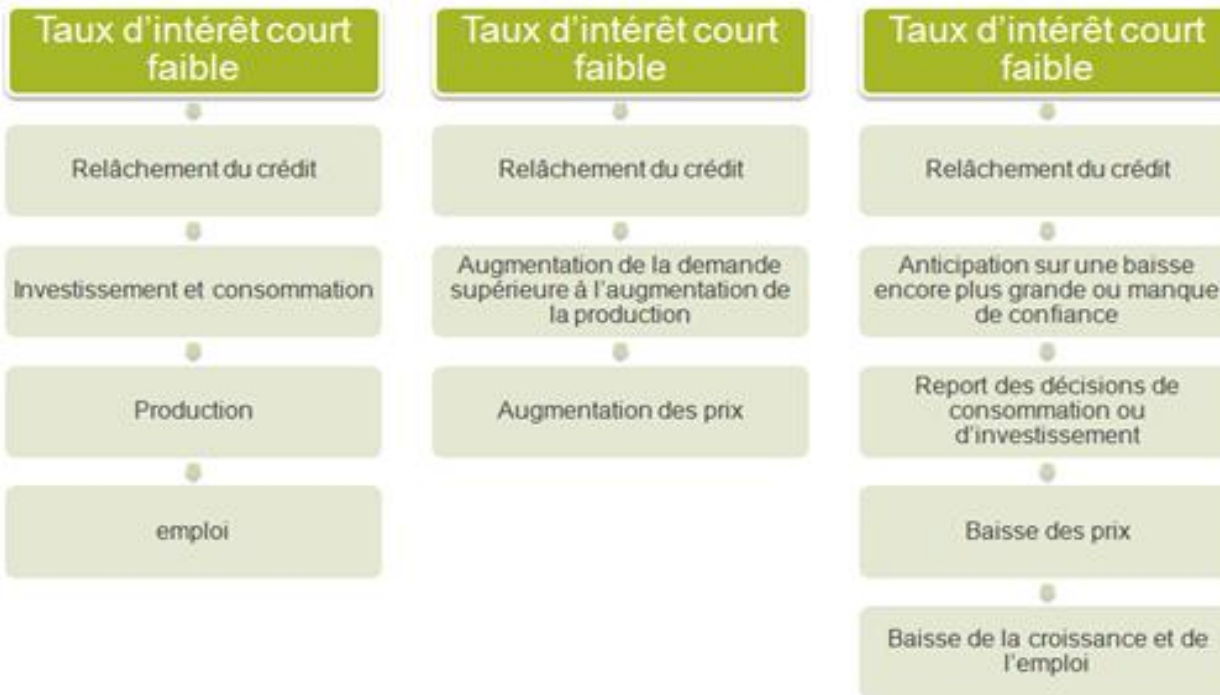 Taux d'intérêt court
faible
Relâchement du crédit
Investissement et consommation
Production
emploi
Taux d'intérêt court
faible
Relâchement du crédit
Augmentation de la demande
supérieure à l'augmentation de
la production
Augmentation des prix
Taux d'intérêt court
faible
Relâchement du crédit
Anticipation sur une baisse
encore plus grande ou manque
de confiance
Report des décisions de
consommation ou
d'investissement
Baisse des prix
Baisse de la croissance et de
l'emploi